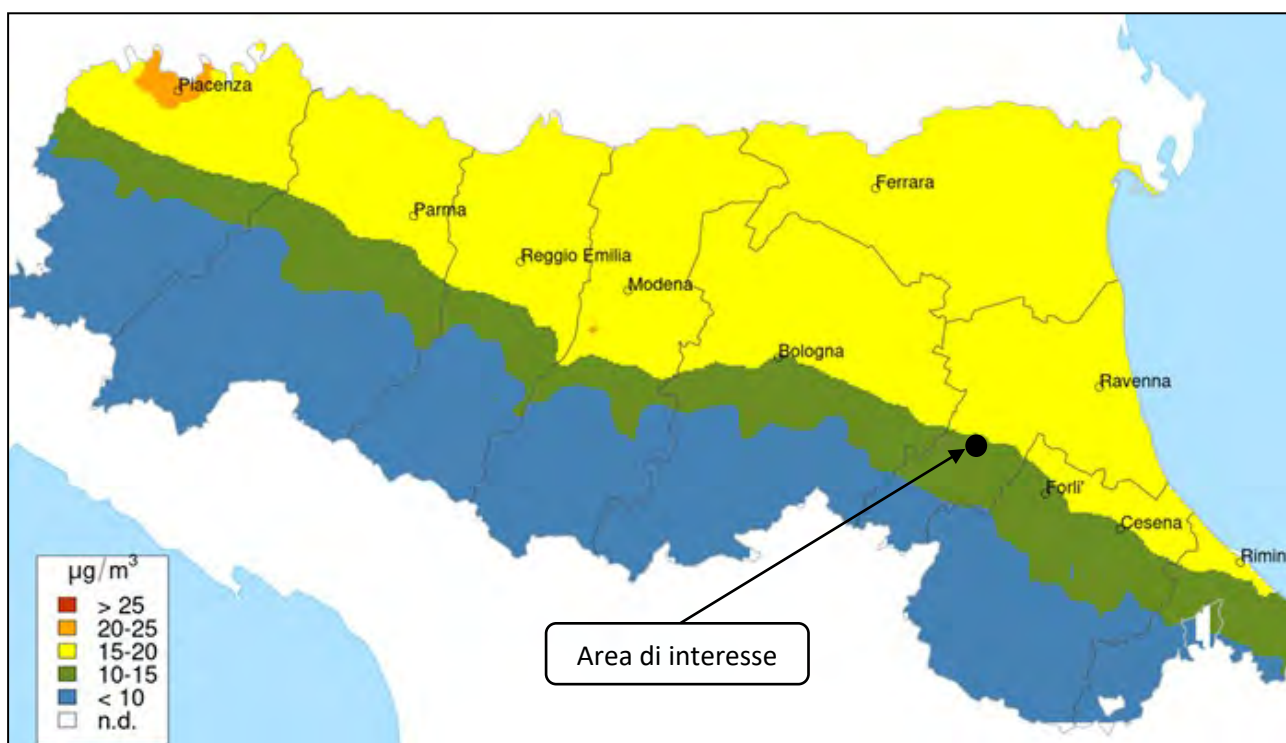 Piacenza
Parma
Reggio Emilia
Modena
Ferrara
Bologna
Ravenna
Forli'
Cesena
Rimin
Area di interesse
µg/m³
> 25
20-25
15-20
10-15
< 10
n.d.